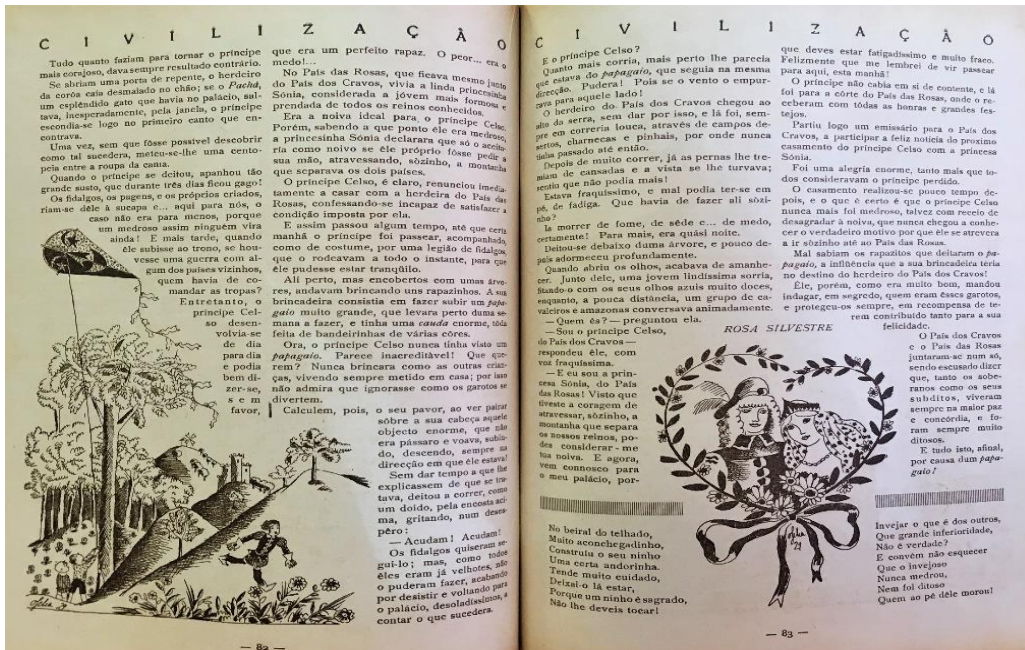 CIVILIZAÇÃO
Tudo quanto faziam para tornar o príncipe
mais corajoso, dava sempre resultado contrário.
Se abriam uma porta de repente, o herdeiro
da corôa caía desmaiado no chão; se o Pachá,
um esplêndido gato que havia no palácio, sal-
tava, inesperadamente, pela janela, o príncipe
escondia-se logo no primeiro canto que en-
contrava.
Uma vez, sem que fôsse possível descobrir
como tal sucedera, meteu-se-lhe uma cento-
peia entre a roupa da cama.
Quando o príncipe se deitou, apanhou tão
grande susto, que durante três dias ficou gago!
Os fidalgos, os pagens, e os próprios criados,
riam-se dêle à sucapa e... aqui para nós, o
caso não era para menos, porque
um medroso assim ninguém vira
ainda! E mais tarde, quando
êle subisse ao trono, se hou-
vesse uma guerra com al-
gum dos países vizinhos,
quem havia de co-
mandar as tropas?
Entretanto, o
príncipe Cel-
so desen-
volvia-se
de dia
para dia
e podia
bem di-
zer-se,
sem
favor,
que era um perfeito rapaz. O peor... era o
medo!...
No País das Rosas, que ficava mesmo junto
do País dos Cravos, vivia a linda princesinha
Sónia, considerada a jóvem mais formosa e
prendada de todos os reinos conhecidos.
Era a noiva ideal para o príncipe Celso.
Porém, sabendo a que ponto êle era medroso,
a princesinha Sónia declarara que só o aceita-
ria como noivo se êle próprio fôsse pedir a
sua mão, atravessando, sòzinho, a montanha
que separava os dois países.
O príncipe Celso, é claro, renunciou imedia-
tamente a casar com a herdeira do País das
Rosas, confessando-se incapaz de satisfazer a
condição imposta por ela.
E assim passou algum tempo, até que certa
manhã o príncipe foi passear, acompanhado,
como de costume, por uma legião de fidalgos,
que o rodeavam a todo o instante, para que
êle pudesse estar tranqüilo.
Ali perto, mas encobertos com umas árvo-
res, andavam brincando uns rapazinhos. A sua
brincadeira consistia em fazer subir um papa-
gaio muito grande, que levara perto duma se-
mana a fazer, e tinha uma cauda enorme, tôda
feita de bandeirinhas de várias côres.
Ora, o príncipe Celso nunca tinha visto um
papagaio. Parece inacreditável! Que que-
rem? Nunca brincara como as outras crian-
ças, vivendo sempre metido em casa; por isso
não admira que ignorasse como os garotos se
divertem.
Calculem, pois, o seu pavor, ao ver pairar
sôbre a sua cabeça aquele
objecto enorme, que não
era pássaro e voava, subin-
do, descendo, sempre na
direcção em que êle estava!
Sem dar tempo a que lhe
explicassem de que se tra-
tava, deitou a correr, como
um doido, pela encosta aci-
ma, gritando, num deses-
pêro:
— Acudam! Acudam!
Os fidalgos quiseram se-
gui-lo; mas, como todos
êles eram já velhotes, não
o puderam fazer, acabando
por desistir e voltando para
o palácio, desoladíssimos, a
contar o que sucedera.
Ofélia
— 82 —
CIVILIZAÇÃO
E o príncipe Celso?
Quanto mais corria, mais perto lhe parecia
que estava do papagaio, que seguia na mesma
direcção. Pudera! Pois se o vento o empur-
rava para aquele lado!
O herdeiro do País dos Cravos chegou ao
alto da serra, sem dar por isso, e lá foi, sem-
pre em correria louca, através de campos de-
sertos, charnecas e pinhais, por onde nunca
tinha passado até então.
Depois de muito correr, já as pernas lhe tre-
miam de cansadas e a vista se lhe turvava;
sentiu que não podia mais!
Estava fraquíssimo, e mal podia ter-se em
pé, de fadiga. Que havia de fazer ali sòzi-
nho?
Ia morrer de fome, de sêde e... de medo,
certamente! Para mais, era quási noite.
Deitou-se debaixo duma árvore, e pouco de-
pois adormeceu profundamente.
Quando abriu os olhos, acabava de amanhe-
cer. Junto dele, uma jóvem lindíssima sorria,
fitando-o com os seus olhos azuis muito doces,
enquanto, a pouca distância, um grupo de ca-
valeiros e amazonas conversava animadamente.
— Quem és? — preguntou ela.
— Sou o príncipe Celso,
do País dos Cravos —
respondeu êle, com
voz fraquíssima.
— E eu sou a prin-
cesa Sónia, do País
das Rosas! Visto que
tiveste a coragem de
atravessar, sòzinho, a
montanha que separa
os nossos reinos, po-
des considerar-me
tua noiva. E agora,
vem connosco para
o meu palácio, por-
que deves estar fatigadíssimo e muito fraco.
Felizmente que me lembrei de vir passear
para aqui, esta manhã!
O príncipe não cabia em si de contente, e lá
foi para a côrte do País das Rosas, onde o re-
ceberam com tôdas as honras e grandes fes-
tejos.
Partiu logo um emissário para o País dos
Cravos, a participar a feliz notícia do proximo
casamento do príncipe Celso com a princesa
Sónia.
Foi uma alegria enorme, tanto mais que to-
dos consideravam o príncipe perdido.
O casamento realizou-se pouco tempo de-
pois, e o que é certo é que o príncipe Celso
nunca mais foi medroso, talvez com receio de
desagradar à noiva, que nunca chegou a conhe-
cer o verdadeiro motivo por que êle se atrevera
a ir sòzinho até ao País das Rosas.
Mal sabiam os rapazitos que deitaram o pa-
pagaio, a influência que a sua brincadeira teria
no destino do herdeiro do País dos Cravos!
Êle, porém, como era muito bom, mandou
indagar, em segredo, quem eram êsses garotos,
e protegeu-os sempre, em recompensa de te-
rem contribuido tanto para a sua
felicidade.
O País dos Cravos
e o País das Rosas
juntaram-se num só,
sendo escusado dizer
que, tanto os sobe-
ranos como os seus
subditos, viveram
sempre na maior paz
e concórdia, e fo-
ram sempre muito
ditosos.
E tudo isto, afinal,
por causa dum papa-
gaio!
ROSA SILVESTRE
No beiral do telhado,
Muito aconchegadinho,
Construiu o seu ninho
Uma certa andorinha.
Tende muito cuidado,
Deixai-o lá estar,
Porque um ninho é sagrado,
Não lhe deveis tocar!
Invejar o que é dos outros,
Que grande inferioridade,
Não é verdade?
E convém não esquecer
Que o invejoso
Nunca medrou,
Nem foi ditoso
Quem ao pé dêle morou!
— 83 —